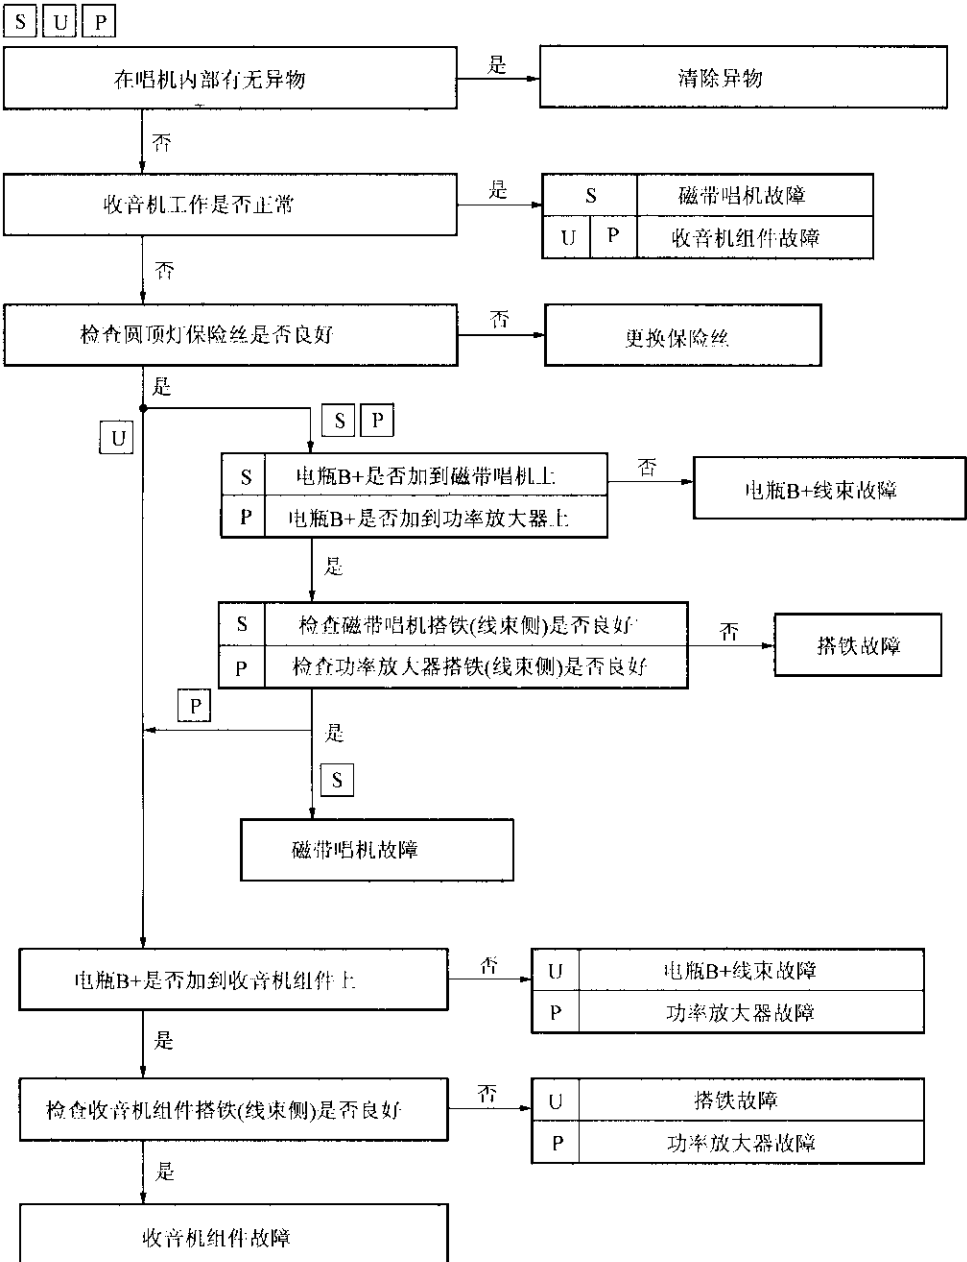 S U P
在唱机内部有无异物
是
清除异物
否
收音机工作是否正常
是
S 磁带唱机故障
U P 收音机组件故障
否
检查圆顶灯保险丝是否良好
否
更换保险丝
是
U
S P
S 电瓶B+是否加到磁带唱机上
P 电瓶B+是否加到功率放大器上
否
电瓶B+线束故障
是
S 检查磁带唱机搭铁(线束侧)是否良好
P 检查功率放大器搭铁(线束侧)是否良好
否
搭铁故障
P
是
S
磁带唱机故障
电瓶B+是否加到收音机组件上
否
U 电瓶B+线束故障
P 功率放大器故障
是
检查收音机组件搭铁(线束侧)是否良好
否
U 搭铁故障
P 功率放大器故障
是
收音机组件故障